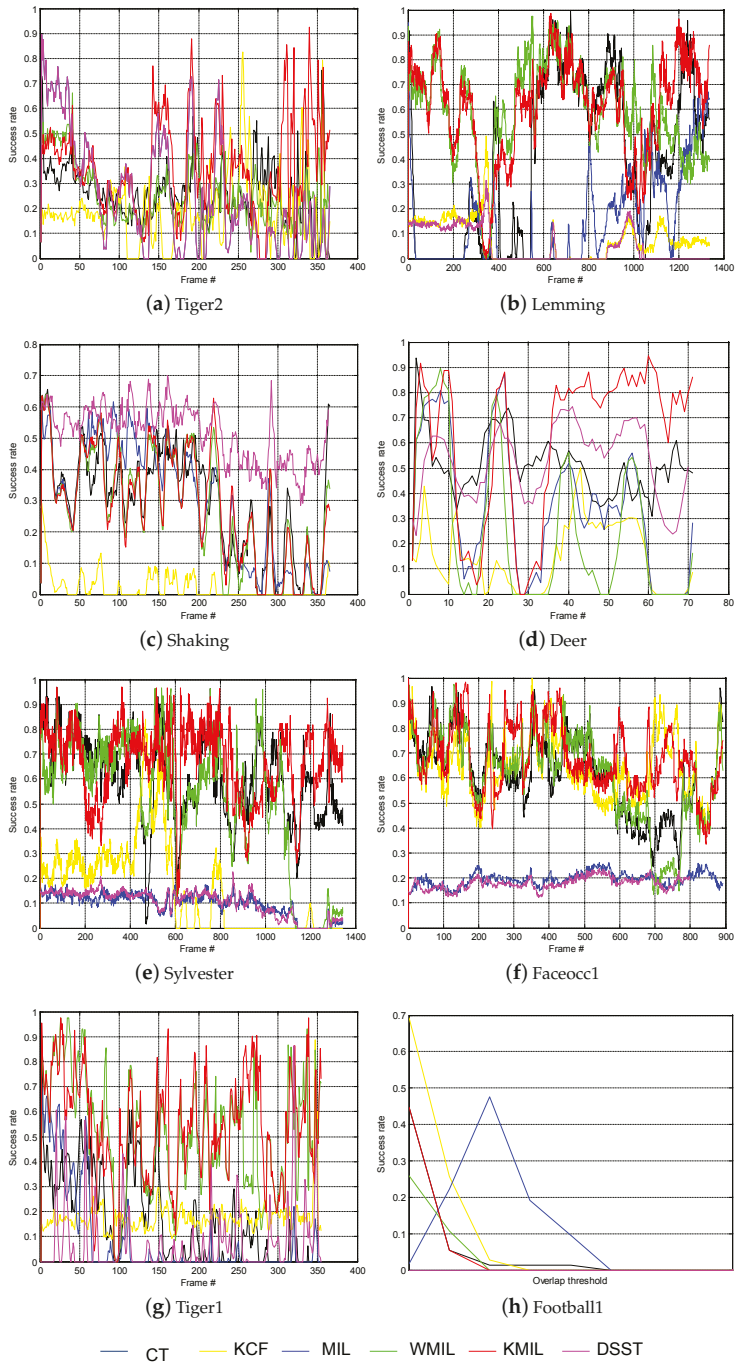 1
0.9
0.8
0.7
0.6
0.5
0.4
0.3
0.2
0.1
0
Success rate
0 50 100 150 200 250 300 350 400
Frame #
(a) Tiger2
1
0.9
0.8
0.7
0.6
0.5
0.4
0.3
0.2
0.1
0
Success rate
0 200 400 600 800 1000 1200 1400
Frame #
(b) Lemming
0.8
0.7
0.6
0.5
0.4
0.3
0.2
0.1
0
Success rate
0 50 100 150 200 250 300 350 400
Frame #
(c) Shaking
1
0.9
0.8
0.7
0.6
0.5
0.4
0.3
0.2
0.1
0
Success rate
0 10 20 30 40 50 60 70 80
Frame #
(d) Deer
1
0.9
0.8
0.7
0.6
0.5
0.4
0.3
0.2
0.1
0
Success rate
0 200 400 600 800 1000 1200 1400
Frame #
(e) Sylvester
1
0.9
0.8
0.7
0.6
0.5
0.4
0.3
0.2
0.1
0
Success rate
0 100 200 300 400 500 600 700 800 900
Frame #
(f) Faceocc1
1
0.9
0.8
0.7
0.6
0.5
0.4
0.3
0.2
0.1
0
Success rate
0 50 100 150 200 250 300 350 400
Frame #
(g) Tiger1
0.7
0.6
0.5
0.4
0.3
0.2
0.1
0
Success rate
Overlap threshold
(h) Football1
CT KCF MIL WMIL KMIL DSST